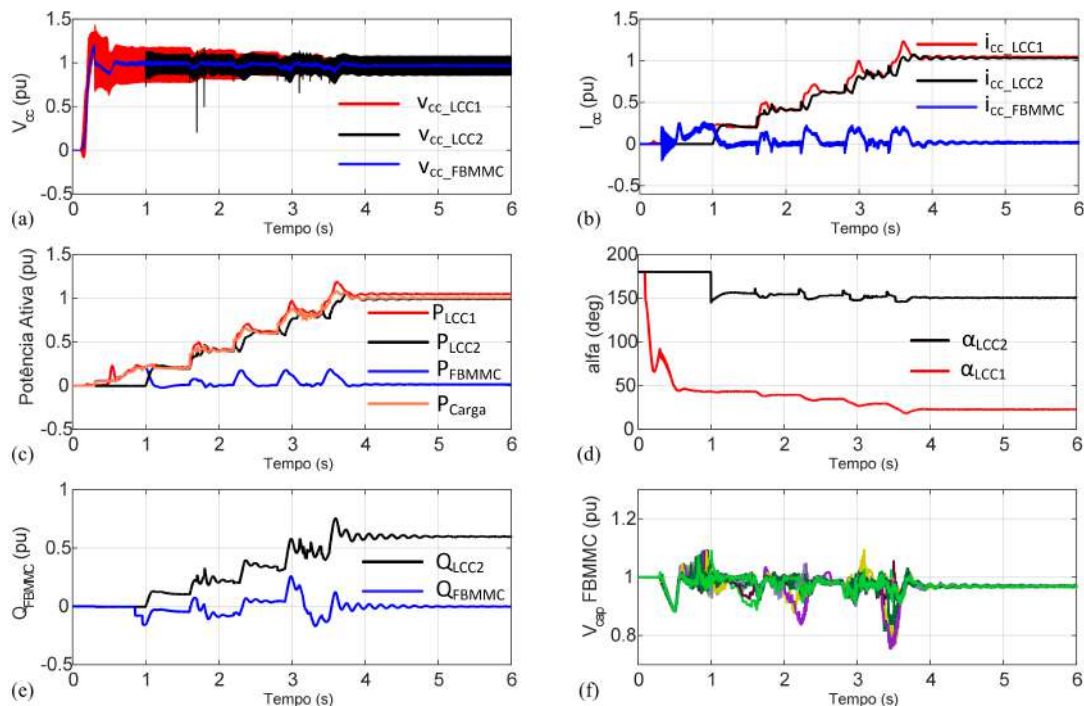 V_cc (pu)
1.5
1
0.5
0
-0.5
v_cc_LCC1
v_cc_LCC2
v_cc_FBMMC
0 1 2 3 4 5 6
Tempo (s)
(a)
I_cc (pu)
1.5
1
0.5
0
-0.5
i_cc_LCC1
i_cc_LCC2
i_cc_FBMMC
0 1 2 3 4 5 6
Tempo (s)
(b)
Potência Ativa (pu)
1.5
1
0.5
0
-0.5
P_LCC1
P_LCC2
P_FBMMC
P_Carga
0 1 2 3 4 5 6
Tempo (s)
(c)
alfa (deg)
200
150
100
50
0
α_LCC2
α_LCC1
0 1 2 3 4 5 6
Tempo (s)
(d)
Q_FBMMC (pu)
1
0.5
0
-0.5
Q_LCC2
Q_FBMMC
0 1 2 3 4 5 6
Tempo (s)
(e)
V_cap FBMMC (pu)
1.2
1
0.8
0 1 2 3 4 5 6
Tempo (s)
(f)